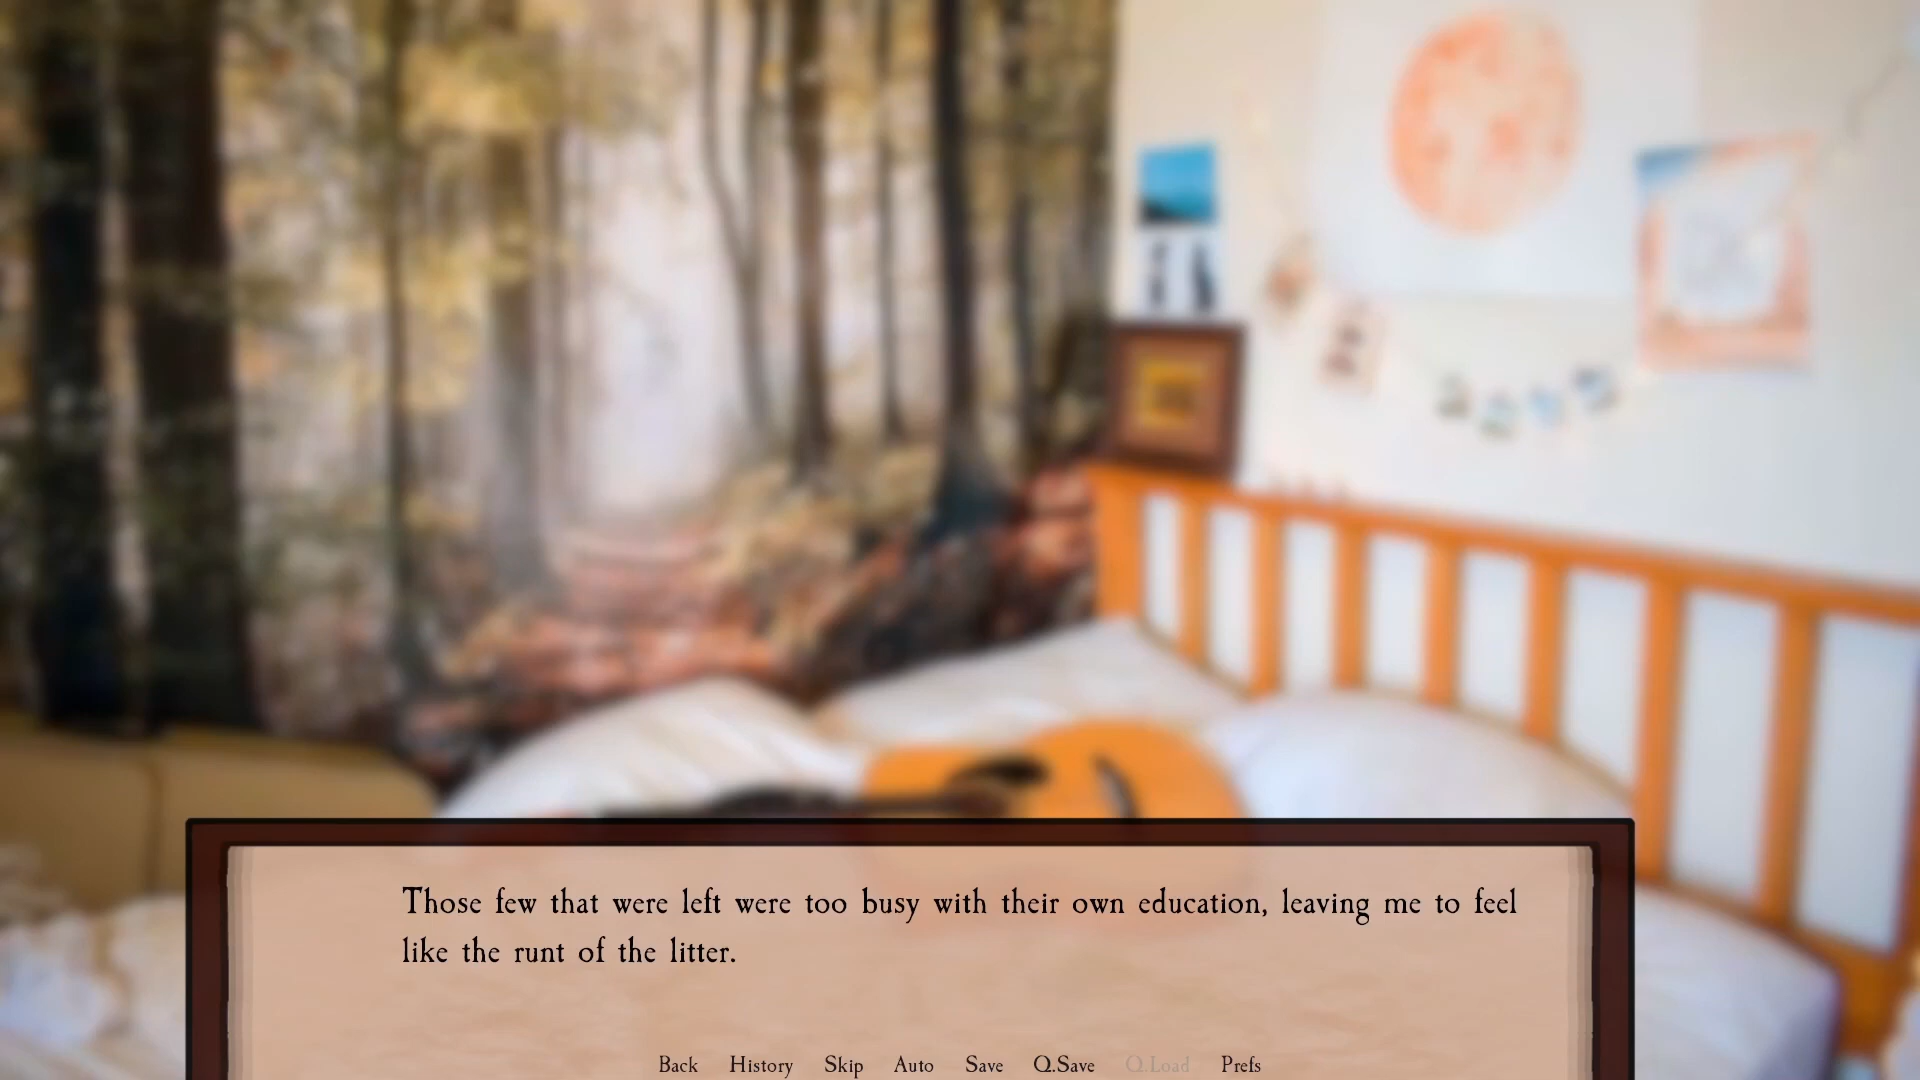 Those few that were left were too busy with their own education, leaving me to feel
like the runt of the litter.
Back History Skip Auto Save Q.Save Q.Load Prefs